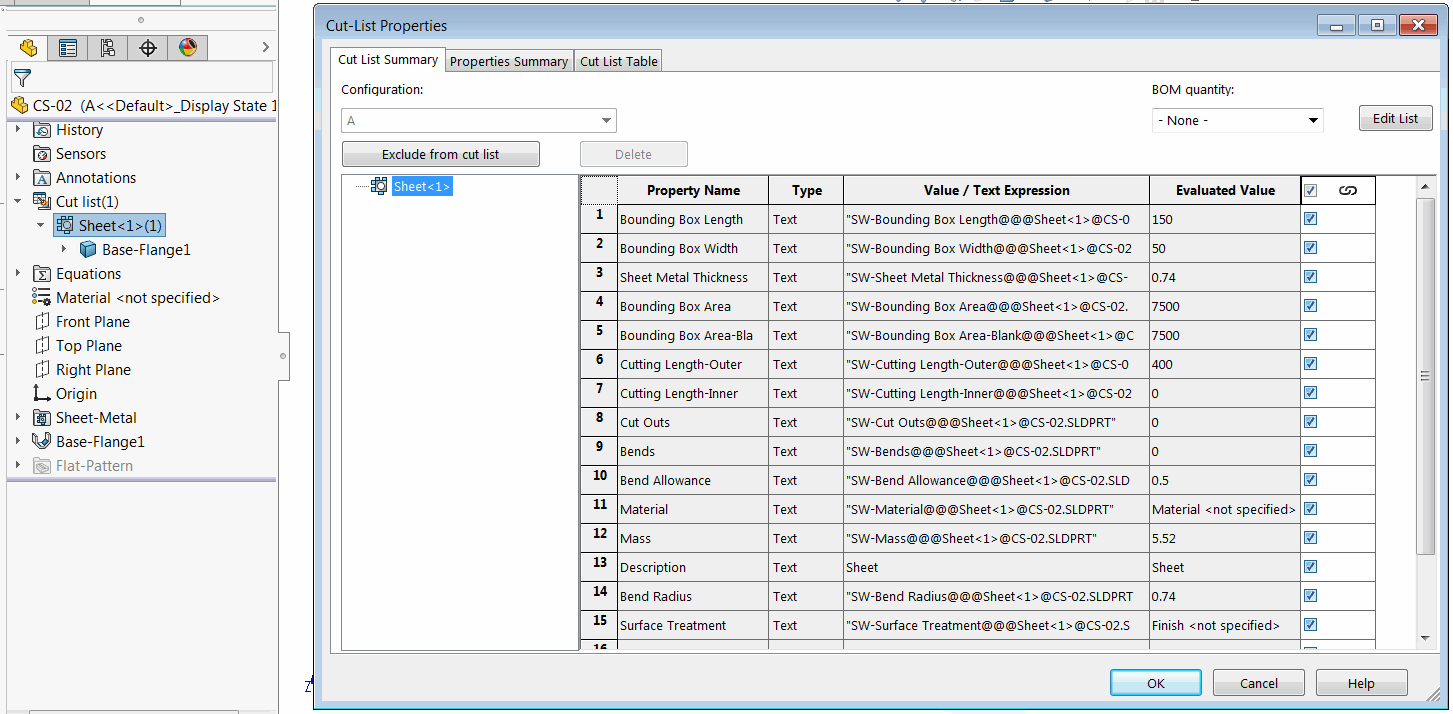 CS-02 (A<<Default>_Display State 1
History
Sensors
Annotations
Cut list(1)
Sheet<1>(1)
Base-Flange1
Equations
Material <not specified>
Front Plane
Top Plane
Right Plane
Origin
Sheet-Metal
Base-Flange1
Flat-Pattern
Cut-List Properties
Cut List Summary Properties Summary Cut List Table
Configuration: BOM quantity:
A - None - Edit List
Exclude from cut list Delete
Sheet<1>
Property Name Type Value / Text Expression Evaluated Value
1 Bounding Box Length Text "SW-Bounding Box Length@@@Sheet<1>@CS-0 150
2 Bounding Box Width Text "SW-Bounding Box Width@@@Sheet<1>@CS-02 50
3 Sheet Metal Thickness Text "SW-Sheet Metal Thickness@@@Sheet<1>@CS- 0.74
4 Bounding Box Area Text "SW-Bounding Box Area@@@Sheet<1>@CS-02. 7500
5 Bounding Box Area-Bla Text "SW-Bounding Box Area-Blank@@@Sheet<1>@C 7500
6 Cutting Length-Outer Text "SW-Cutting Length-Outer@@@Sheet<1>@CS-0 400
7 Cutting Length-Inner Text "SW-Cutting Length-Inner@@@Sheet<1>@CS-02 0
8 Cut Outs Text "SW-Cut Outs@@@Sheet<1>@CS-02.SLDPRT" 0
9 Bends Text "SW-Bends@@@Sheet<1>@CS-02.SLDPRT" 0
10 Bend Allowance Text "SW-Bend Allowance@@@Sheet<1>@CS-02.SLD 0.5
11 Material Text "SW-Material@@@Sheet<1>@CS-02.SLDPRT" Material <not specified>
12 Mass Text "SW-Mass@@@Sheet<1>@CS-02.SLDPRT" 5.52
13 Description Text Sheet Sheet
14 Bend Radius Text "SW-Bend Radius@@@Sheet<1>@CS-02.SLDPRT 0.74
15 Surface Treatment Text "SW-Surface Treatment@@@Sheet<1>@CS-02.S Finish <not specified>
16
OK Cancel Help
Z